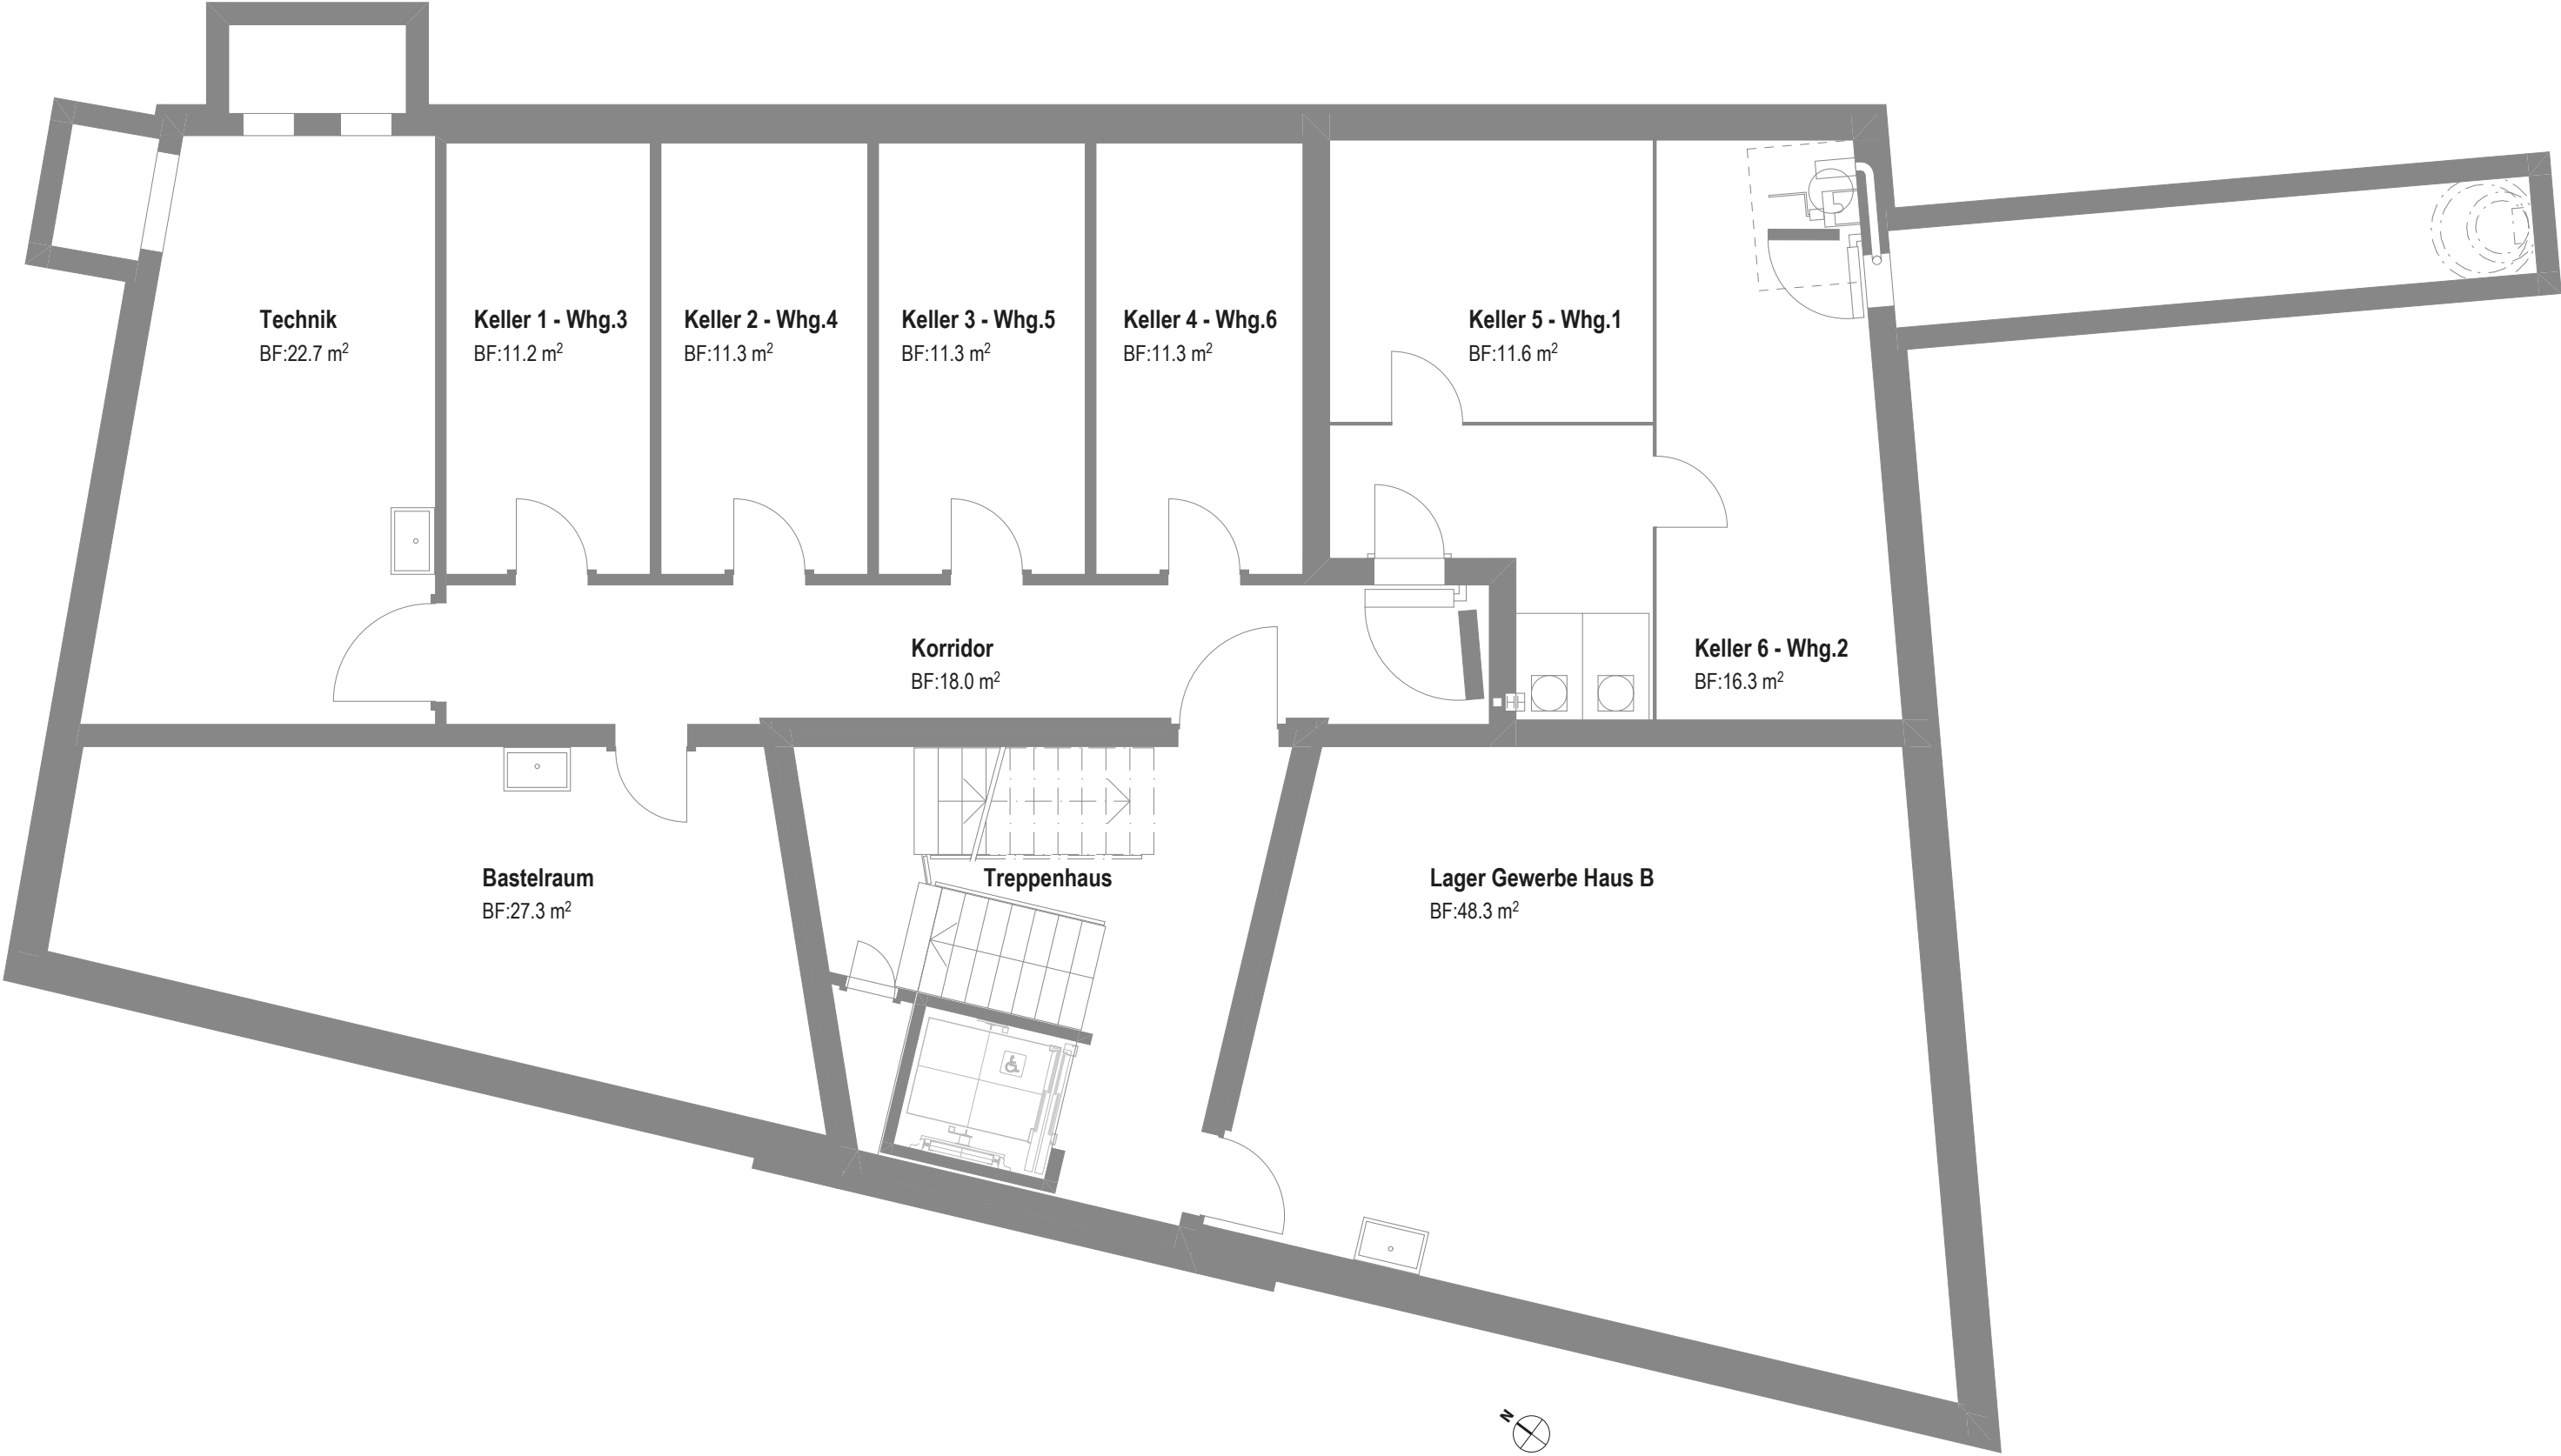 Technik
BF:22.7 m²
Keller 1 - Whg.3
BF:11.2 m²
Keller 2 - Whg.4
BF:11.3 m²
Keller 3 - Whg.5
BF:11.3 m²
Keller 4 - Whg.6
BF:11.3 m²
Keller 5 - Whg.1
BF:11.6 m²
Korridor
BF:18.0 m²
Keller 6 - Whg.2
BF:16.3 m²
Bastelraum
BF:27.3 m²
Treppenhaus
Lager Gewerbe Haus B
BF:48.3 m²
N